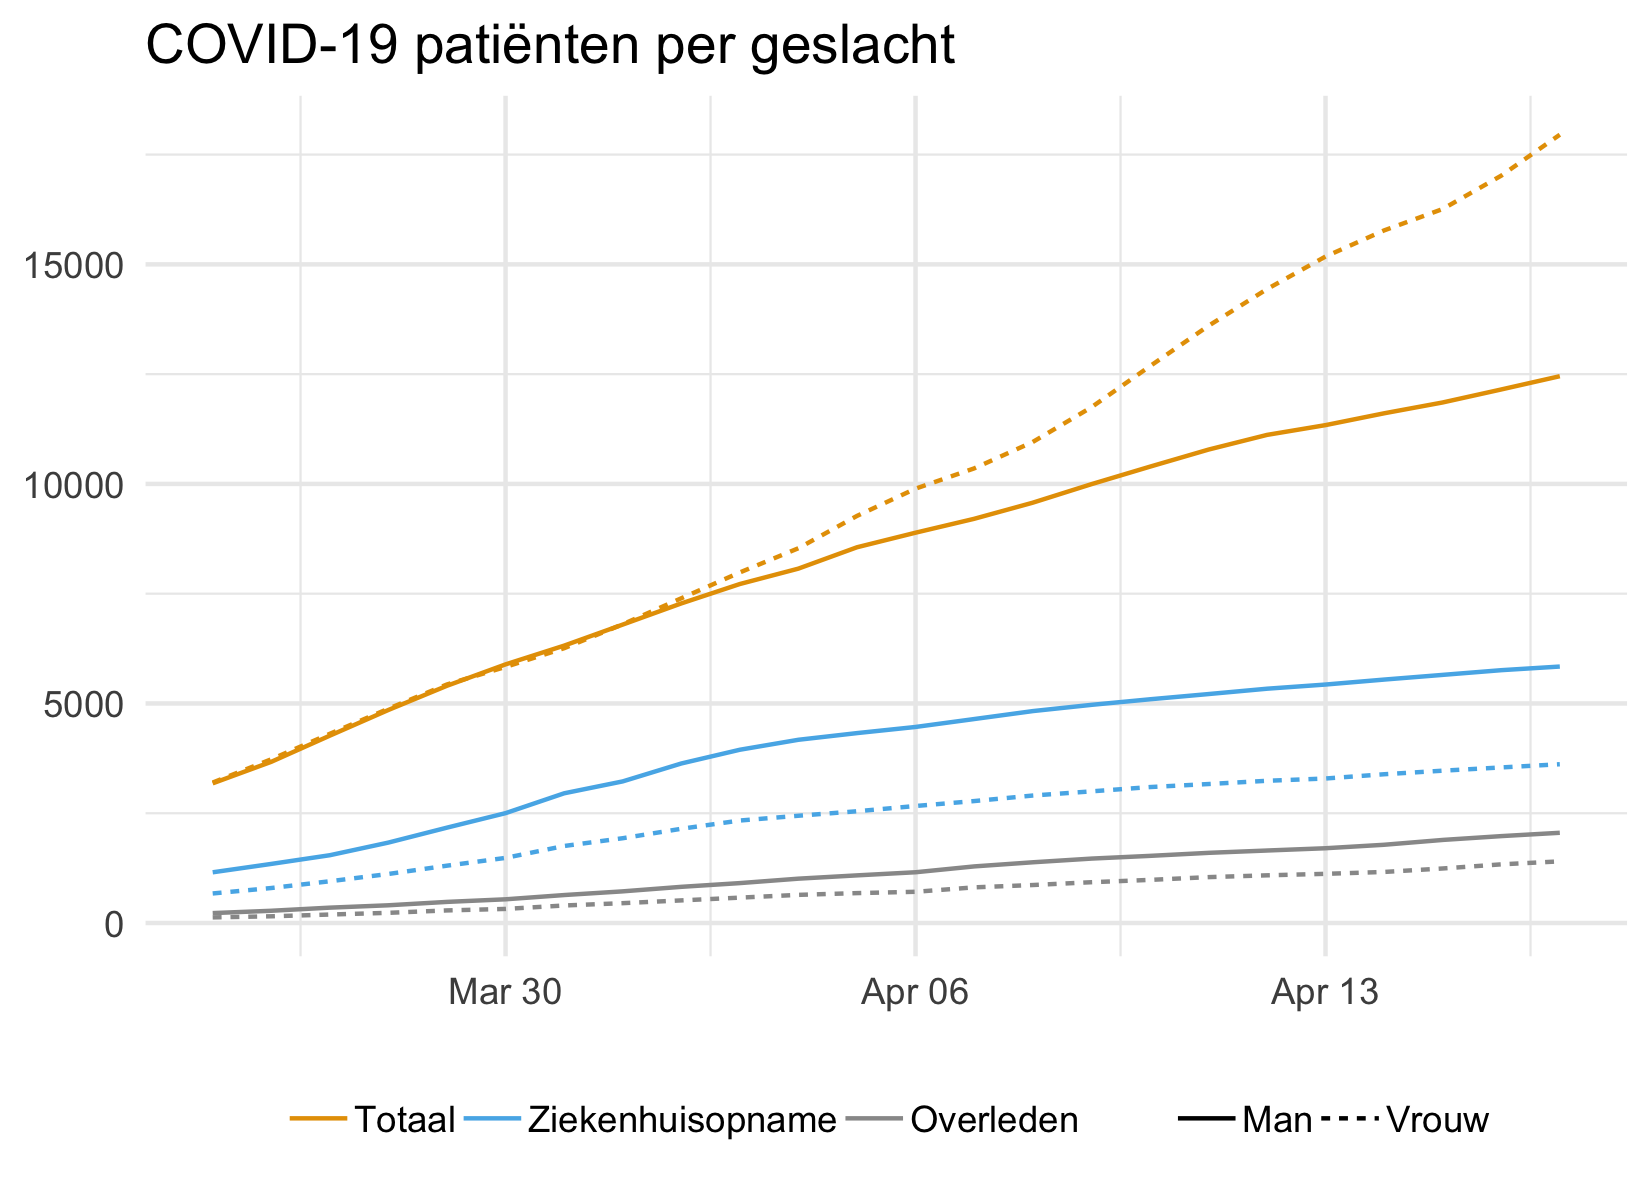 COVID-19 patiënten per geslacht
15000
10000
5000
0
Mar 30 Apr 06 Apr 13
Totaal Ziekenhuisopname Overleden Man Vrouw